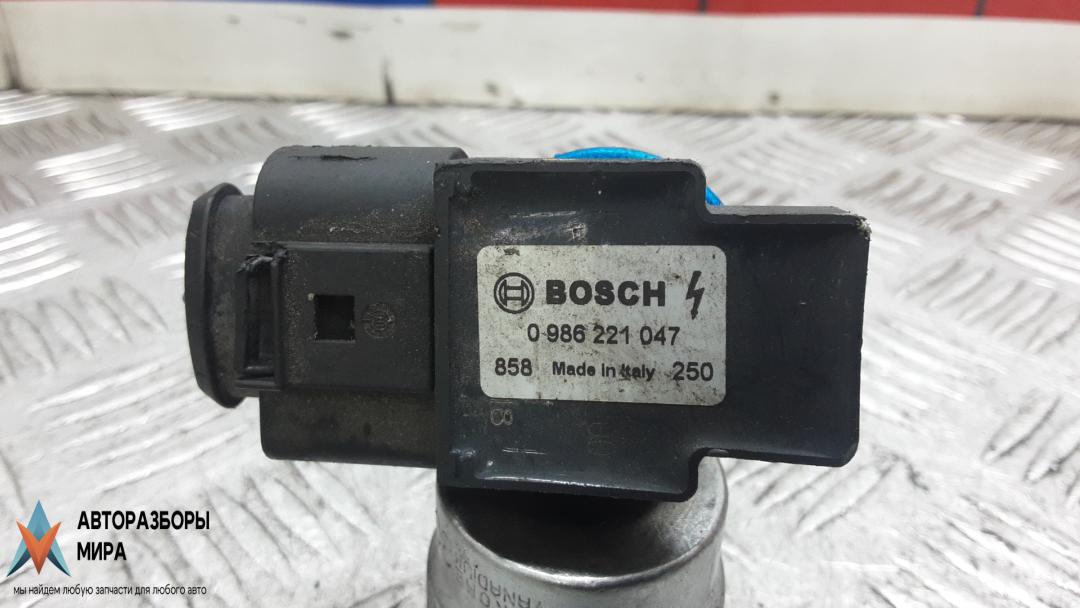 BOSCH
0 986 221 047
858 Made in Italy 250
АВТОРАЗБОРЫ
МИРА
мы найдем любую запчасти для любого авто